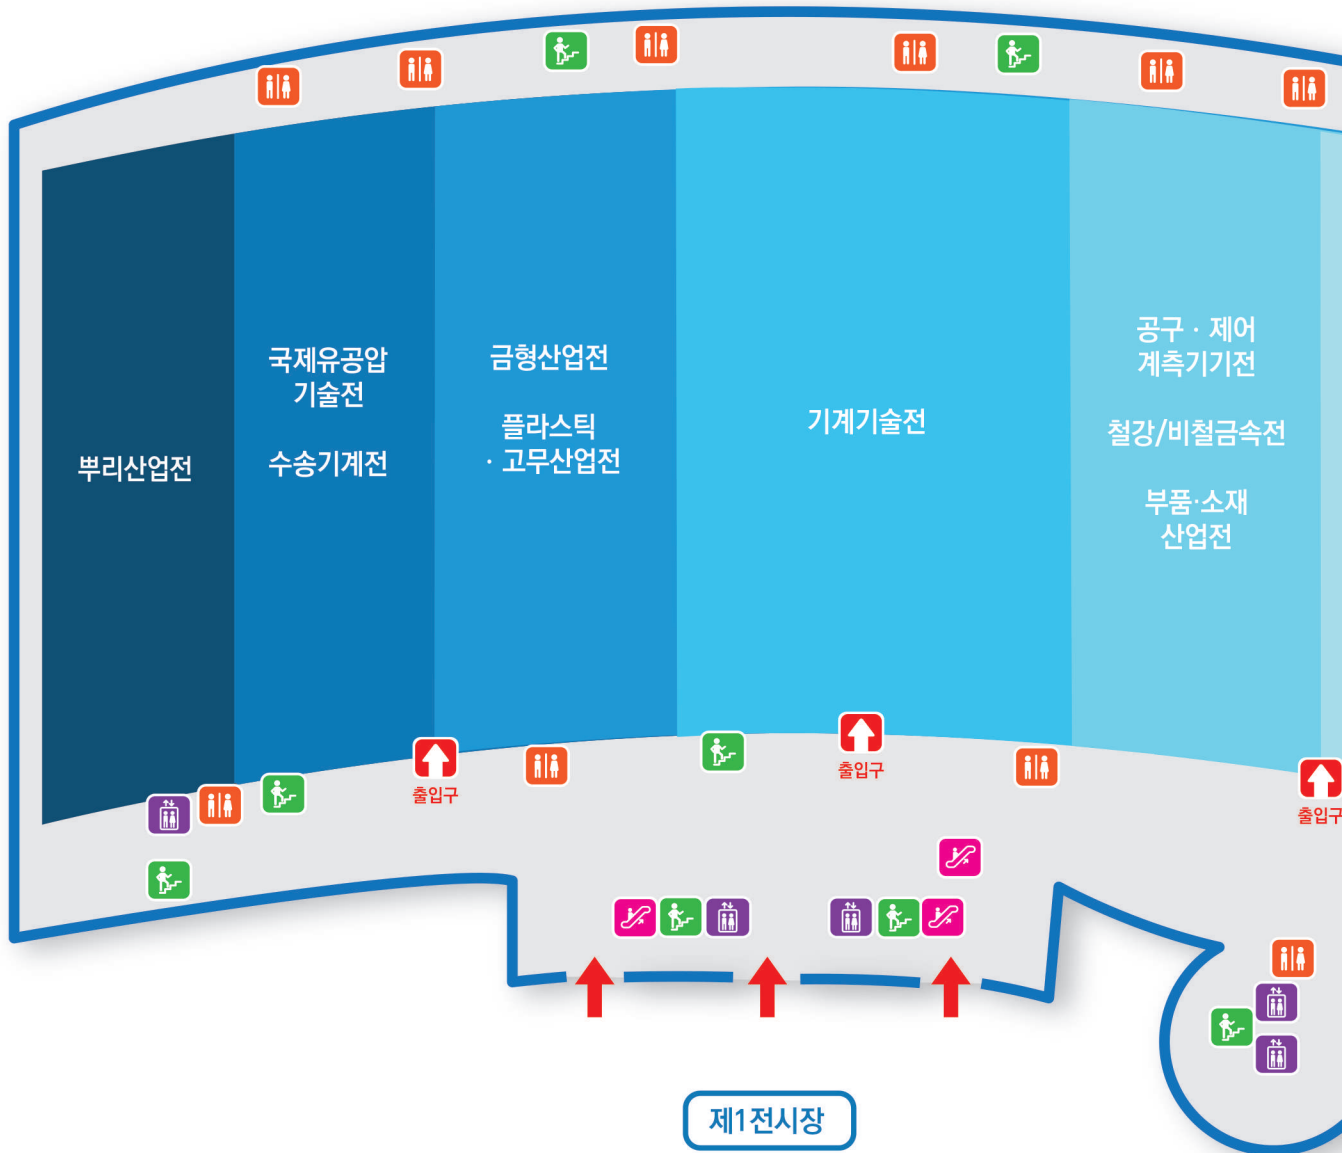 뿌리산업전
국제유공압
기술전
수송기계전
금형산업전
플라스틱
· 고무산업전
기계기술전
공구 · 제어
계측기기전
철강/비철금속전
부품·소재
산업전
출입구
출입구
출입구
제1전시장